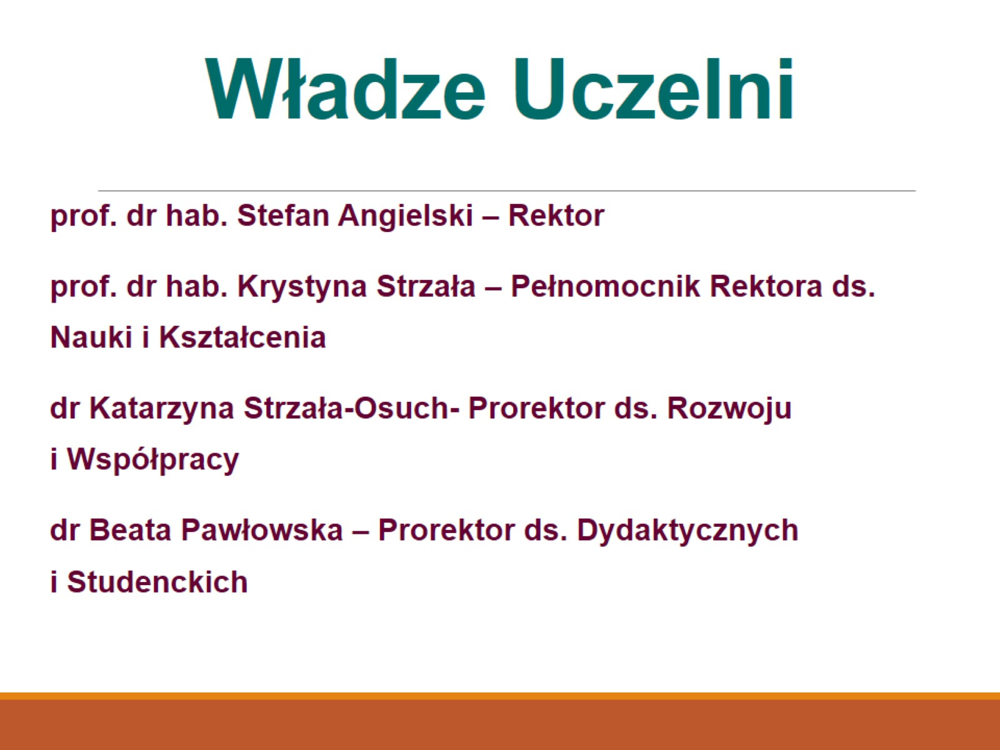 Władze Uczelni
prof. dr hab. Stefan Angielski – Rektor
prof. dr hab. Krystyna Strzała – Pełnomocnik Rektora ds.
Nauki i Kształcenia
dr Katarzyna Strzała-Osuch- Prorektor ds. Rozwoju
i Współpracy
dr Beata Pawłowska – Prorektor ds. Dydaktycznych
i Studenckich